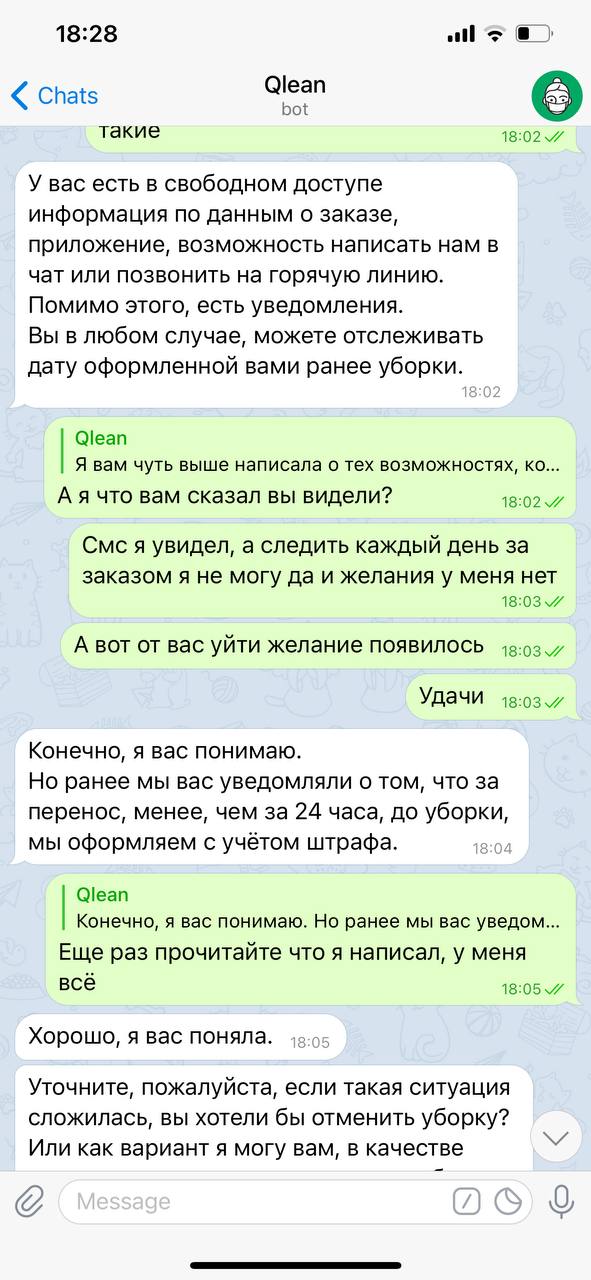 18:28
Chats
Qlean
bot
такие
18:02
У вас есть в свободном доступе
информация по данным о заказе,
приложение, возможность написать нам в
чат или позвонить на горячую линию.
Помимо этого, есть уведомления.
Вы в любом случае, можете отслеживать
дату оформленной вами ранее уборки.
18:02
Qlean
Я вам чуть выше написала о тех возможностях, ко...
А я что вам сказал вы видели?
18:02
Смс я увидел, а следить каждый день за
заказом я не могу да и желания у меня нет
18:03
А вот от вас уйти желание появилось
18:03
Удачи
18:03
Конечно, я вас понимаю.
Но ранее мы вас уведомляли о том, что за
перенос, менее, чем за 24 часа, до уборки,
мы оформляем с учётом штрафа.
18:04
Qlean
Конечно, я вас понимаю. Но ранее мы вас уведом...
Еще раз прочитайте что я написал, у меня
всё
18:05
Хорошо, я вас поняла.
18:05
Уточните, пожалуйста, если такая ситуация
сложилась, вы хотели бы отменить уборку?
Или как вариант я могу вам, в качестве
Message